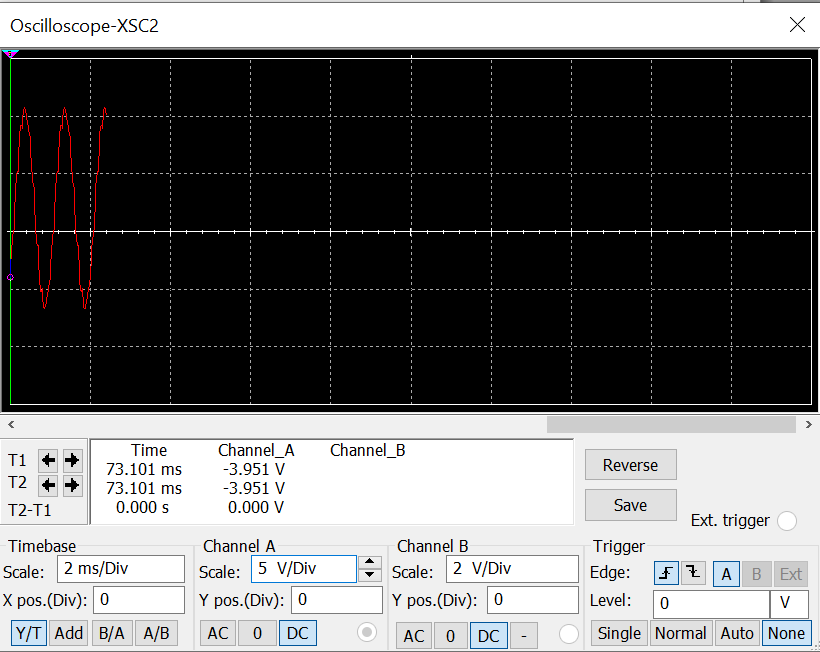 Oscilloscope-XSC2
Time Channel_A Channel_B
T1 73.101 ms -3.951 V
T2 73.101 ms -3.951 V
T2-T1 0.000 s 0.000 V
Reverse
Save
Ext. trigger
Timebase
Scale: 2 ms/Div
X pos.(Div): 0
Y/T Add B/A A/B
Channel A
Scale: 5 V/Div
Y pos.(Div): 0
AC 0 DC
Channel B
Scale: 2 V/Div
Y pos.(Div): 0
AC 0 DC -
Trigger
Edge: A B Ext
Level: 0 V
Single Normal Auto None